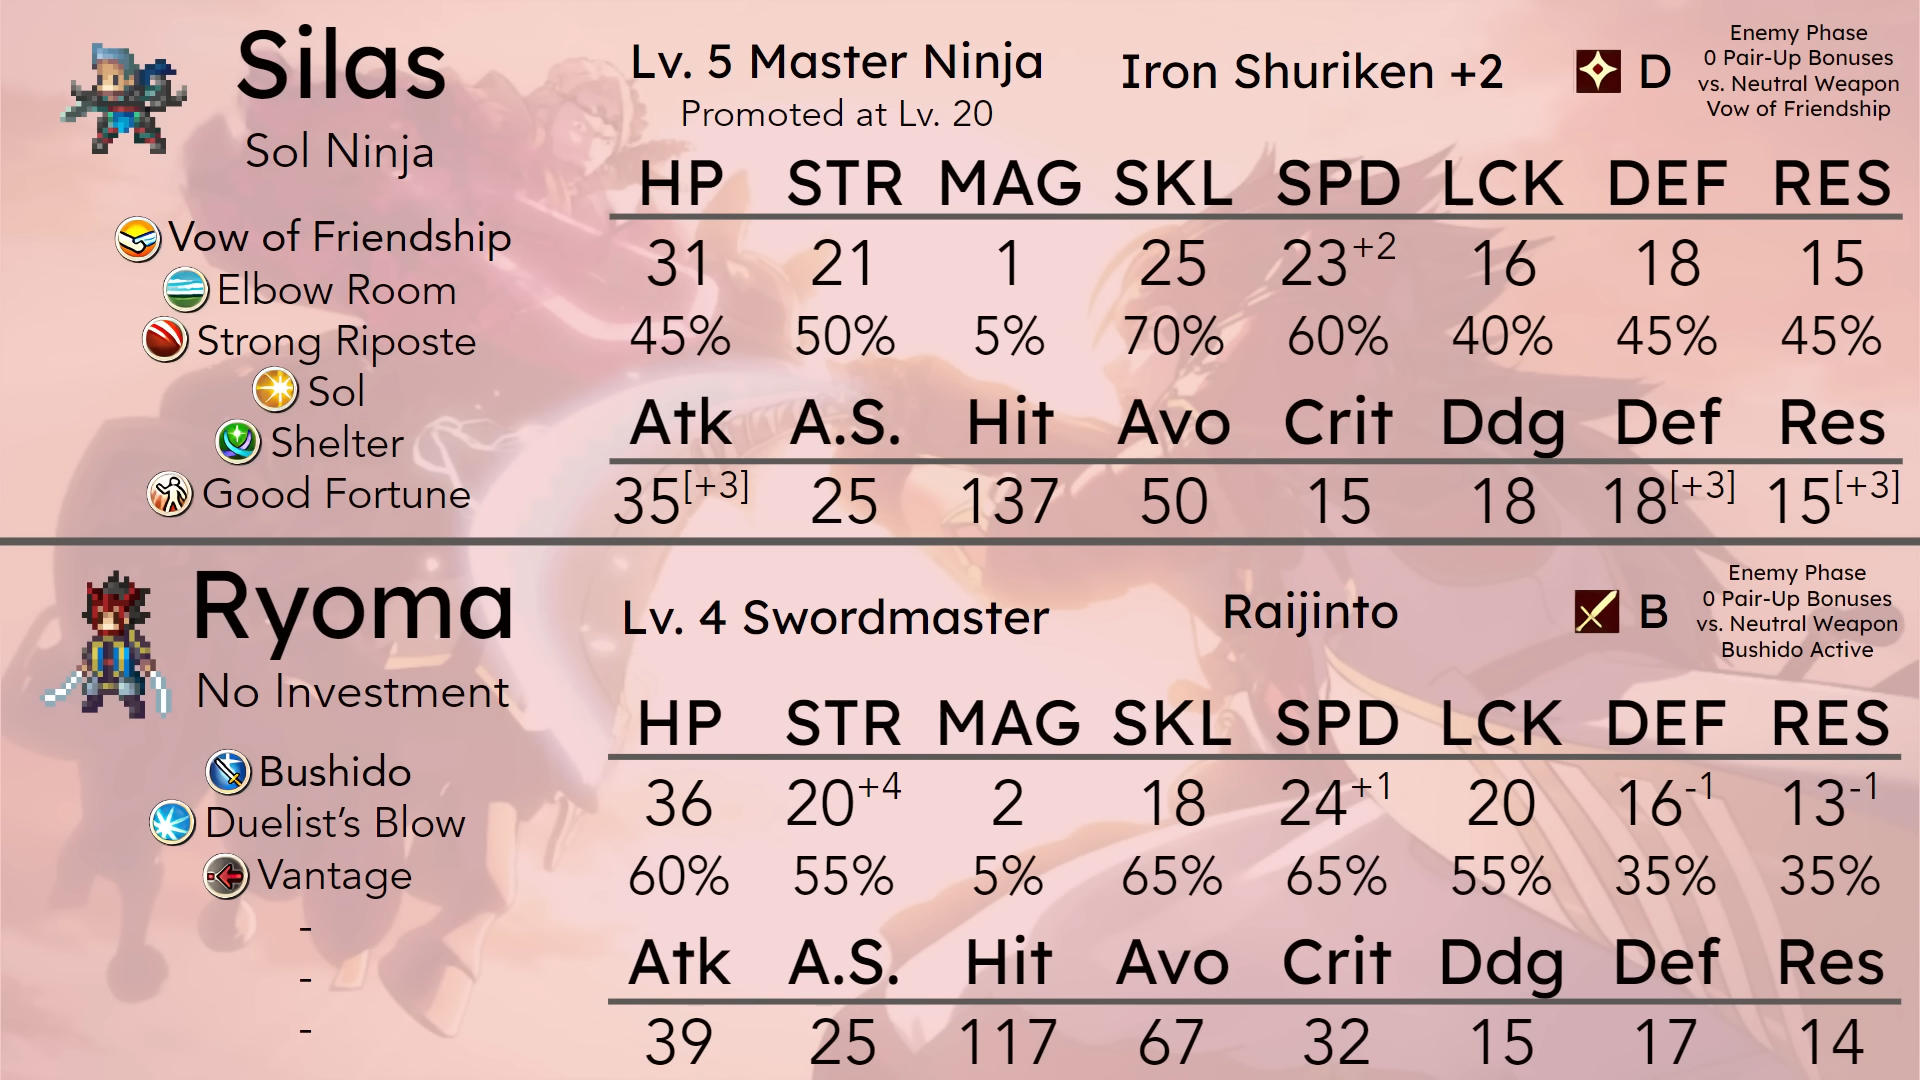 Silas
Sol Ninja
Vow of Friendship
Elbow Room
Strong Riposte
Sol
Shelter
Good Fortune
Lv. 5 Master Ninja
Promoted at Lv. 20
Iron Shuriken +2
D
Enemy Phase
0 Pair-Up Bonuses
vs. Neutral Weapon
Vow of Friendship
HP STR MAG SKL SPD LCK DEF RES
31 21 1 25 23+2 16 18 15
45% 50% 5% 70% 60% 40% 45% 45%
Atk A.S. Hit Avo Crit Ddg Def Res
35[+3] 25 137 50 15 18 18[+3] 15[+3]
Ryoma
No Investment
Bushido
Duelist's Blow
Vantage
-
-
-
Lv. 4 Swordmaster
Raijinto
B
Enemy Phase
0 Pair-Up Bonuses
vs. Neutral Weapon
Bushido Active
HP STR MAG SKL SPD LCK DEF RES
36 20+4 2 18 24+1 20 16-1 13-1
60% 55% 5% 65% 65% 55% 35% 35%
Atk A.S. Hit Avo Crit Ddg Def Res
39 25 117 67 32 15 17 14